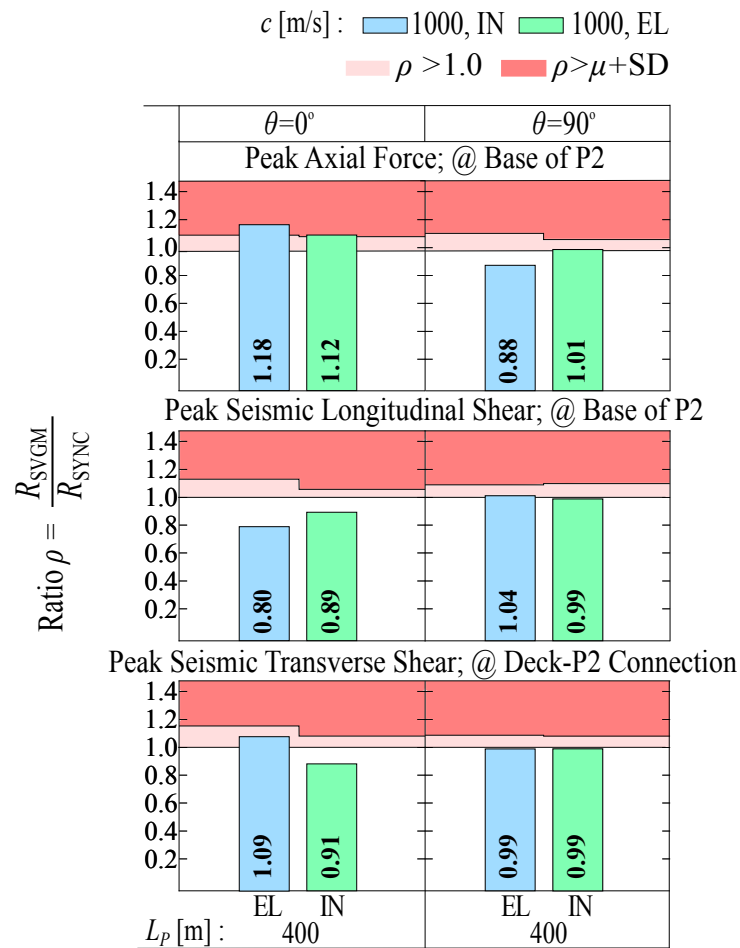 c [m/s] : 1000, IN 1000, EL
ρ >1.0 ρ>μ+SD
θ=0° θ=90°
Peak Axial Force; @ Base of P2
1.4
1.2
1.0
0.8
0.6
0.4
0.2
1.18 1.12 0.88 1.01
Peak Seismic Longitudinal Shear; @ Base of P2
1.4
1.2
1.0
0.8
0.6
0.4
0.2
0.80 0.89 1.04 0.99
Peak Seismic Transverse Shear; @ Deck-P2 Connection
1.4
1.2
1.0
0.8
0.6
0.4
0.2
1.09 0.91 0.99 0.99
Ratio ρ = R_SVGM / R_SYNC
EL IN EL IN
L_P [m] : 400 400